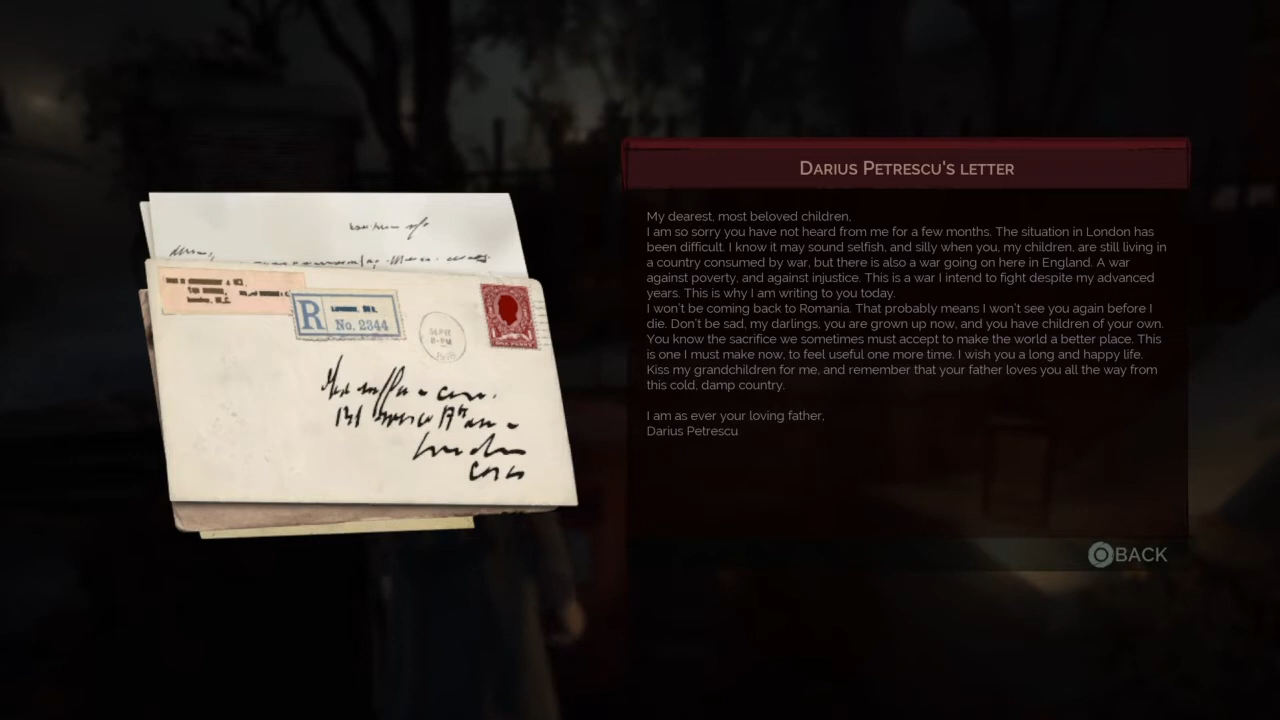 DARIUS PETRESCU'S LETTER
My dearest, most beloved children,
I am so sorry you have not heard from me for a few months. The situation in London has
been difficult. I know it may sound selfish, and silly when you, my children, are still living in
a country consumed by war, but there is also a war going on here in England. A war
against poverty, and against injustice. This is a war I intend to fight despite my advanced
years. This is why I am writing to you today.
I won't be coming back to Romania. That probably means I won't see you again before I
die. Don't be sad, my darlings, you are grown up now, and you have children of your own.
You know the sacrifice we sometimes must accept to make the world a better place. This
is one I must make now, to feel useful one more time. I wish you a long and happy life.
Kiss my grandchildren for me, and remember that your father loves you all the way from
this cold, damp country.
I am as ever your loving father,
Darius Petrescu
BACK
R
No. 2344
ONE PENNY